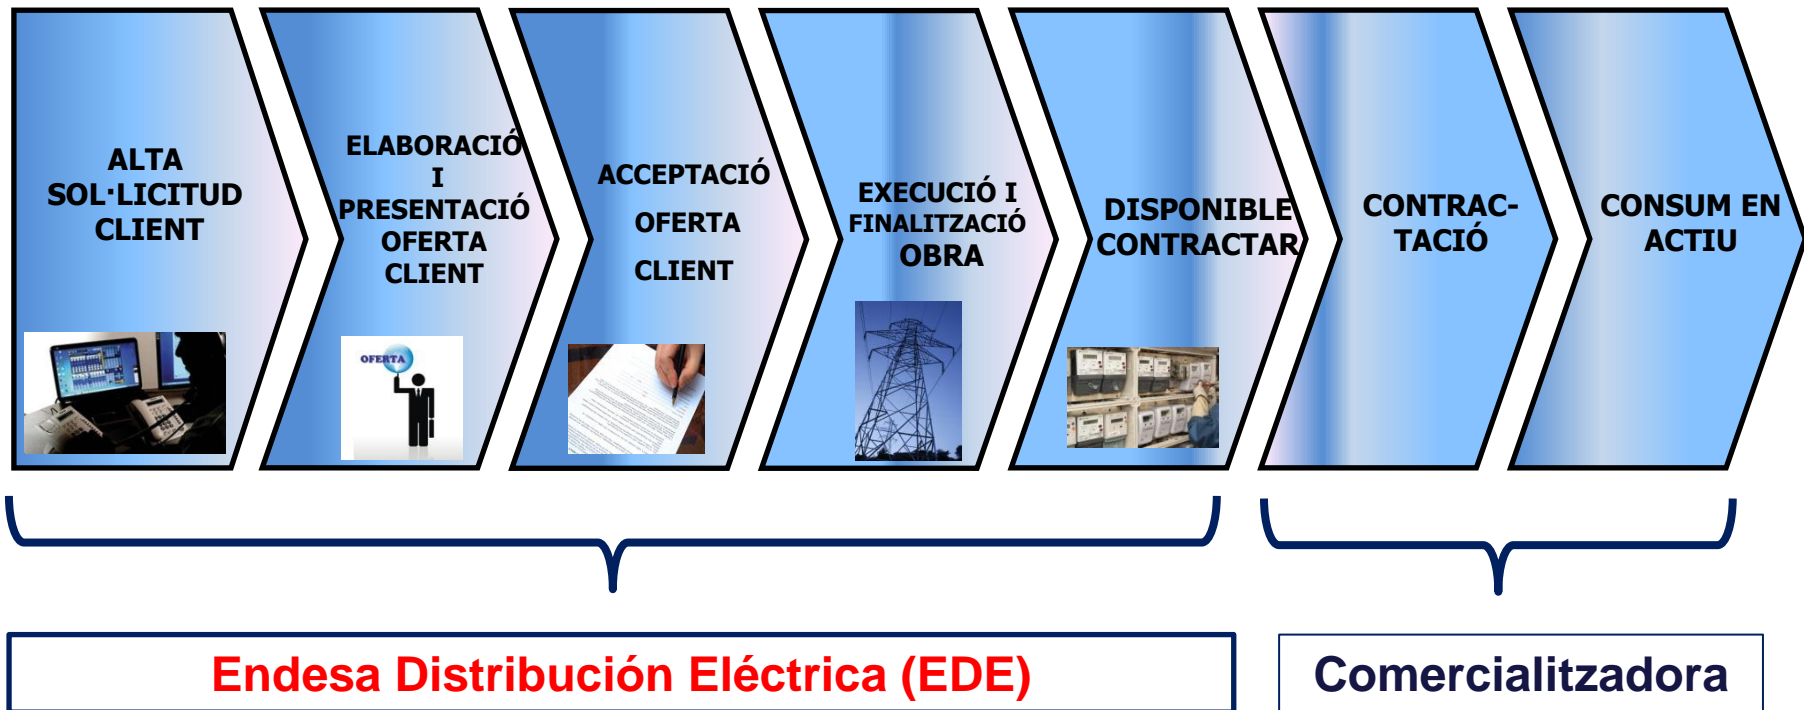 ALTA
SOL·LICITUD
CLIENT
ELABORACIÓ
I
PRESENTACIÓ
OFERTA
CLIENT
OFERTA
ACCEPTACIÓ
OFERTA
CLIENT
EXECUCIÓ I
FINALITZACIÓ
OBRA
DISPONIBLE
CONTRACTAR
CONTRAC-
TACIÓ
CONSUM EN
ACTIU
Endesa Distribución Eléctrica (EDE)
Comercialitzadora